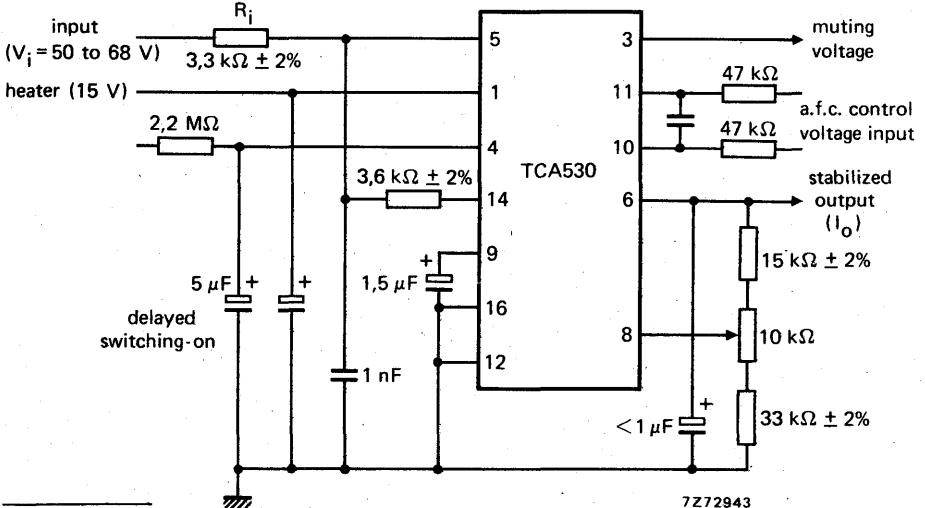 R_i
input
(V_i = 50 to 68 V)
3,3 kΩ ± 2%
5
3
muting
voltage
heater (15 V)
1
11
47 kΩ
a.f.c. control
voltage input
2,2 MΩ
4
10
47 kΩ
TCA530
3,6 kΩ ± 2%
14
6
stabilized
output
(I_o)
+
9
1,5 μF
5 μF
+
+
15 kΩ ± 2%
16
delayed
switching-on
8
10 kΩ
12
1 nF
+
<1 μF
33 kΩ ± 2%
7Z72943